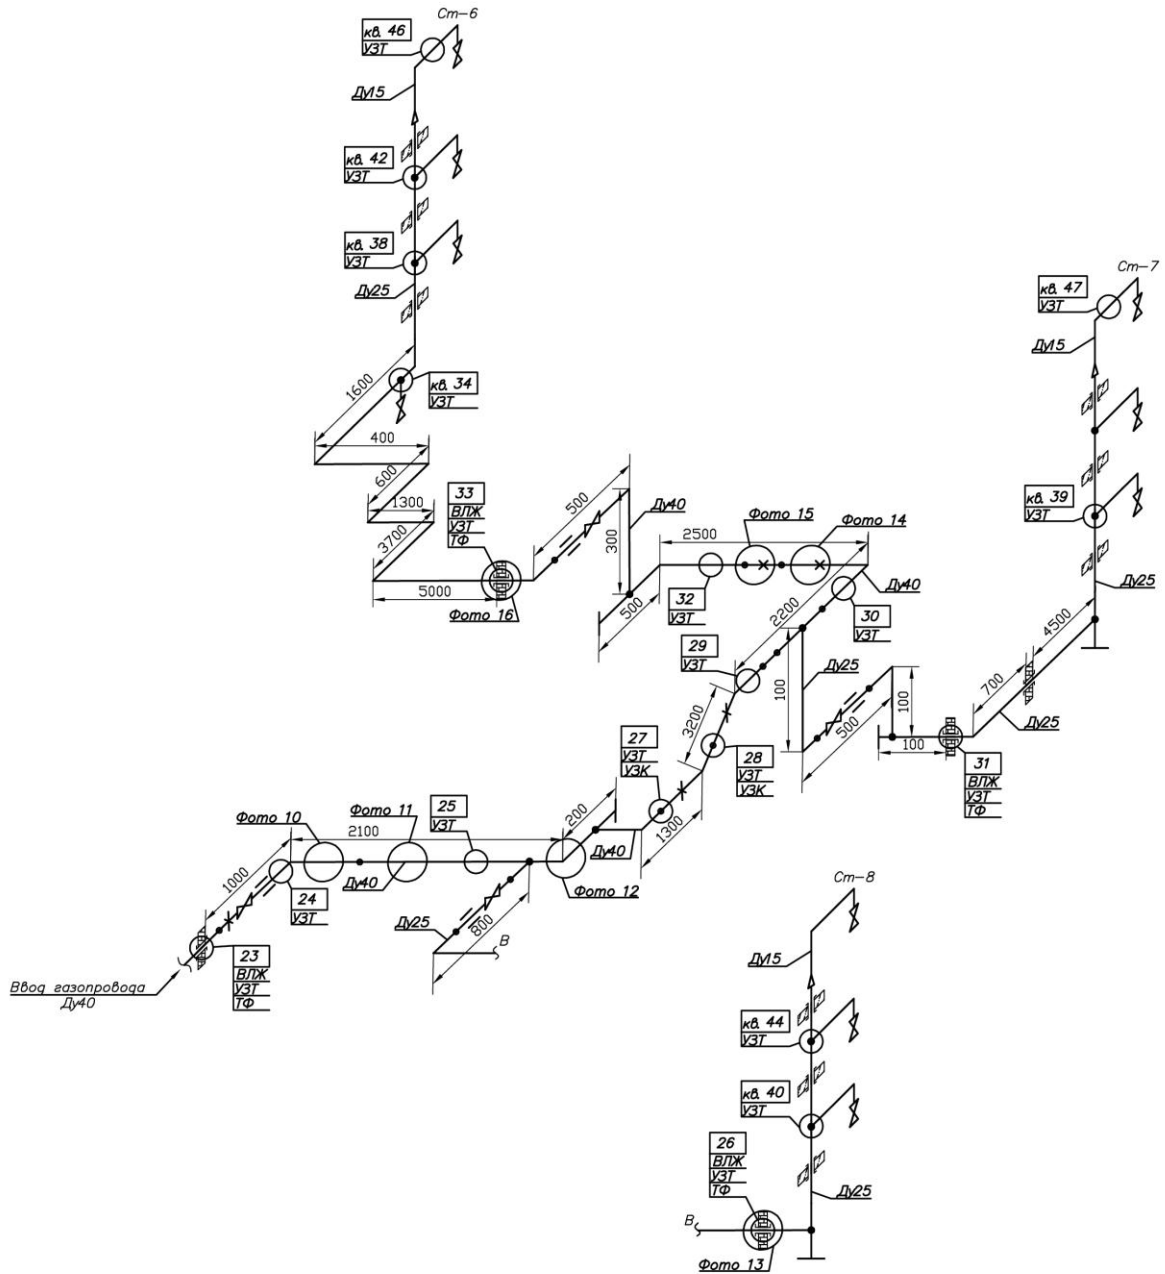 Ст-6
кв. 46
УЗТ
Ду15
кв. 42
УЗТ
кв. 38
УЗТ
Ду25
1600
кв. 34
УЗТ
400
600
1300
3700
5000
33
ВЛЖ
УЗТ
ТФ
Фото 16
500
300
Ду40
500
2500
Фото 15
Фото 14
32
УЗТ
2200
Ду40
30
УЗТ
29
УЗТ
100
Ду25
500
100
100
31
ВЛЖ
УЗТ
ТФ
700
4500
Ду25
Ст-7
кв. 47
УЗТ
Ду15
кв. 39
УЗТ
Ду25
3200
27
УЗТ
УЗК
28
УЗТ
УЗК
1300
200
Ду40
Фото 10
Фото 11
25
УЗТ
2100
Ду40
Фото 12
1000
24
УЗТ
Ду25
800
В
23
ВЛЖ
УЗТ
ТФ
Ввод газопровода
Ду40
Ст-8
Ду15
кв. 44
УЗТ
кв. 40
УЗТ
26
ВЛЖ
УЗТ
ТФ
Ду25
В
Фото 13